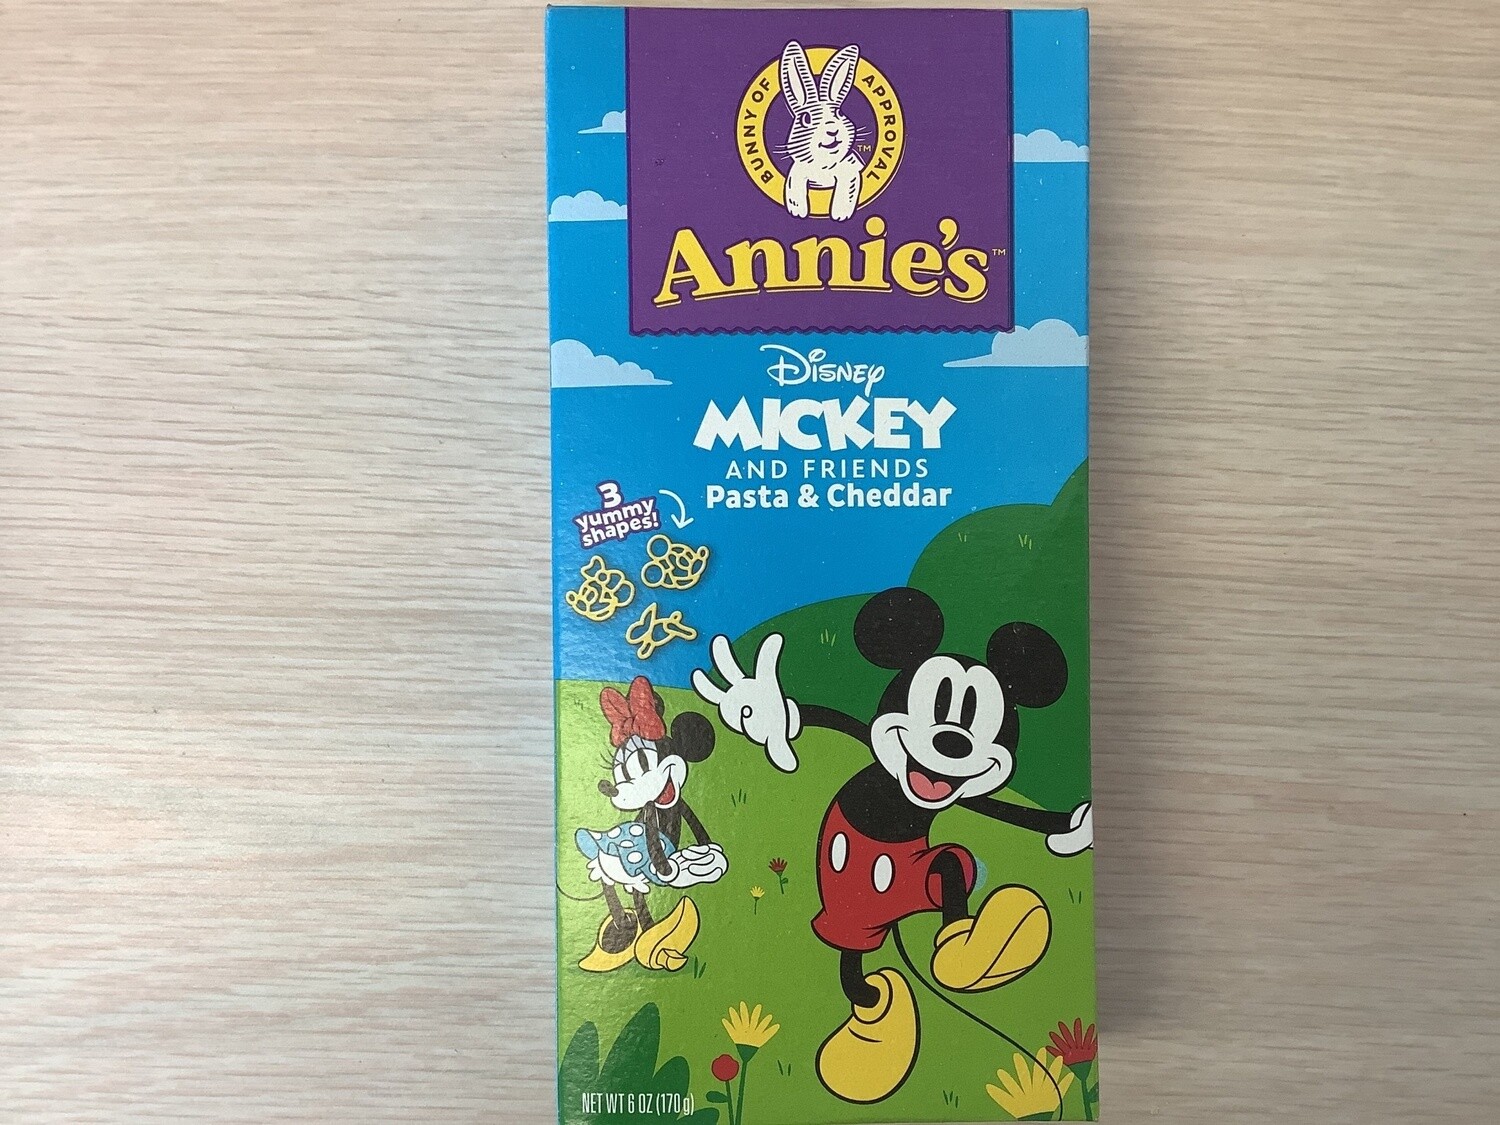 BUNNY OF APPROVAL
TM
Annie's™
Disney
MICKEY
AND FRIENDS
Pasta & Cheddar
3
yummy
shapes!
NET WT 6 OZ (170 g)